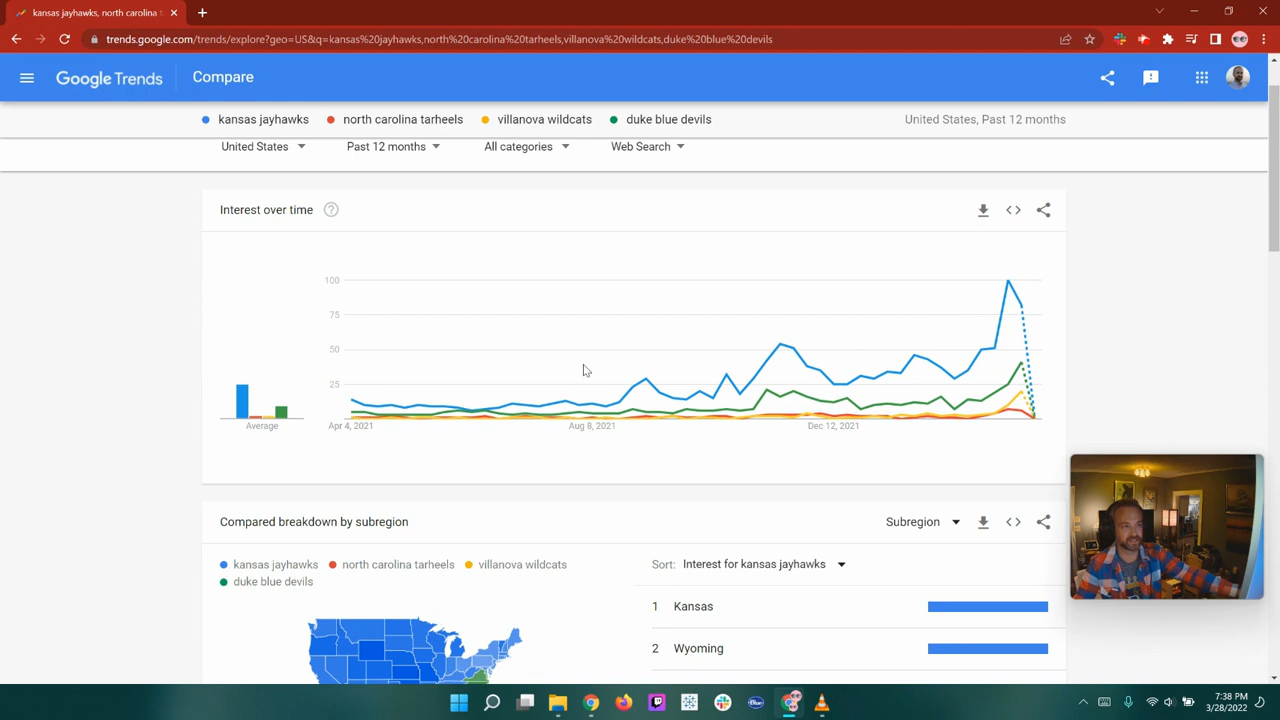 kansas jayhawks, north carolina t
trends.google.com/trends/explore?geo=US&q=kansas%20jayhawks,north%20carolina%20tarheels,villanova%20wildcats,duke%20blue%20devils
Google Trends
Compare
kansas jayhawks
north carolina tarheels
villanova wildcats
duke blue devils
United States, Past 12 months
United States
Past 12 months
All categories
Web Search
Interest over time
100
75
50
25
Average
Apr 4, 2021
Aug 8, 2021
Dec 12, 2021
Compared breakdown by subregion
Subregion
kansas jayhawks
north carolina tarheels
villanova wildcats
duke blue devils
Sort: Interest for kansas jayhawks
1 Kansas
2 Wyoming
7:38 PM
3/28/2022